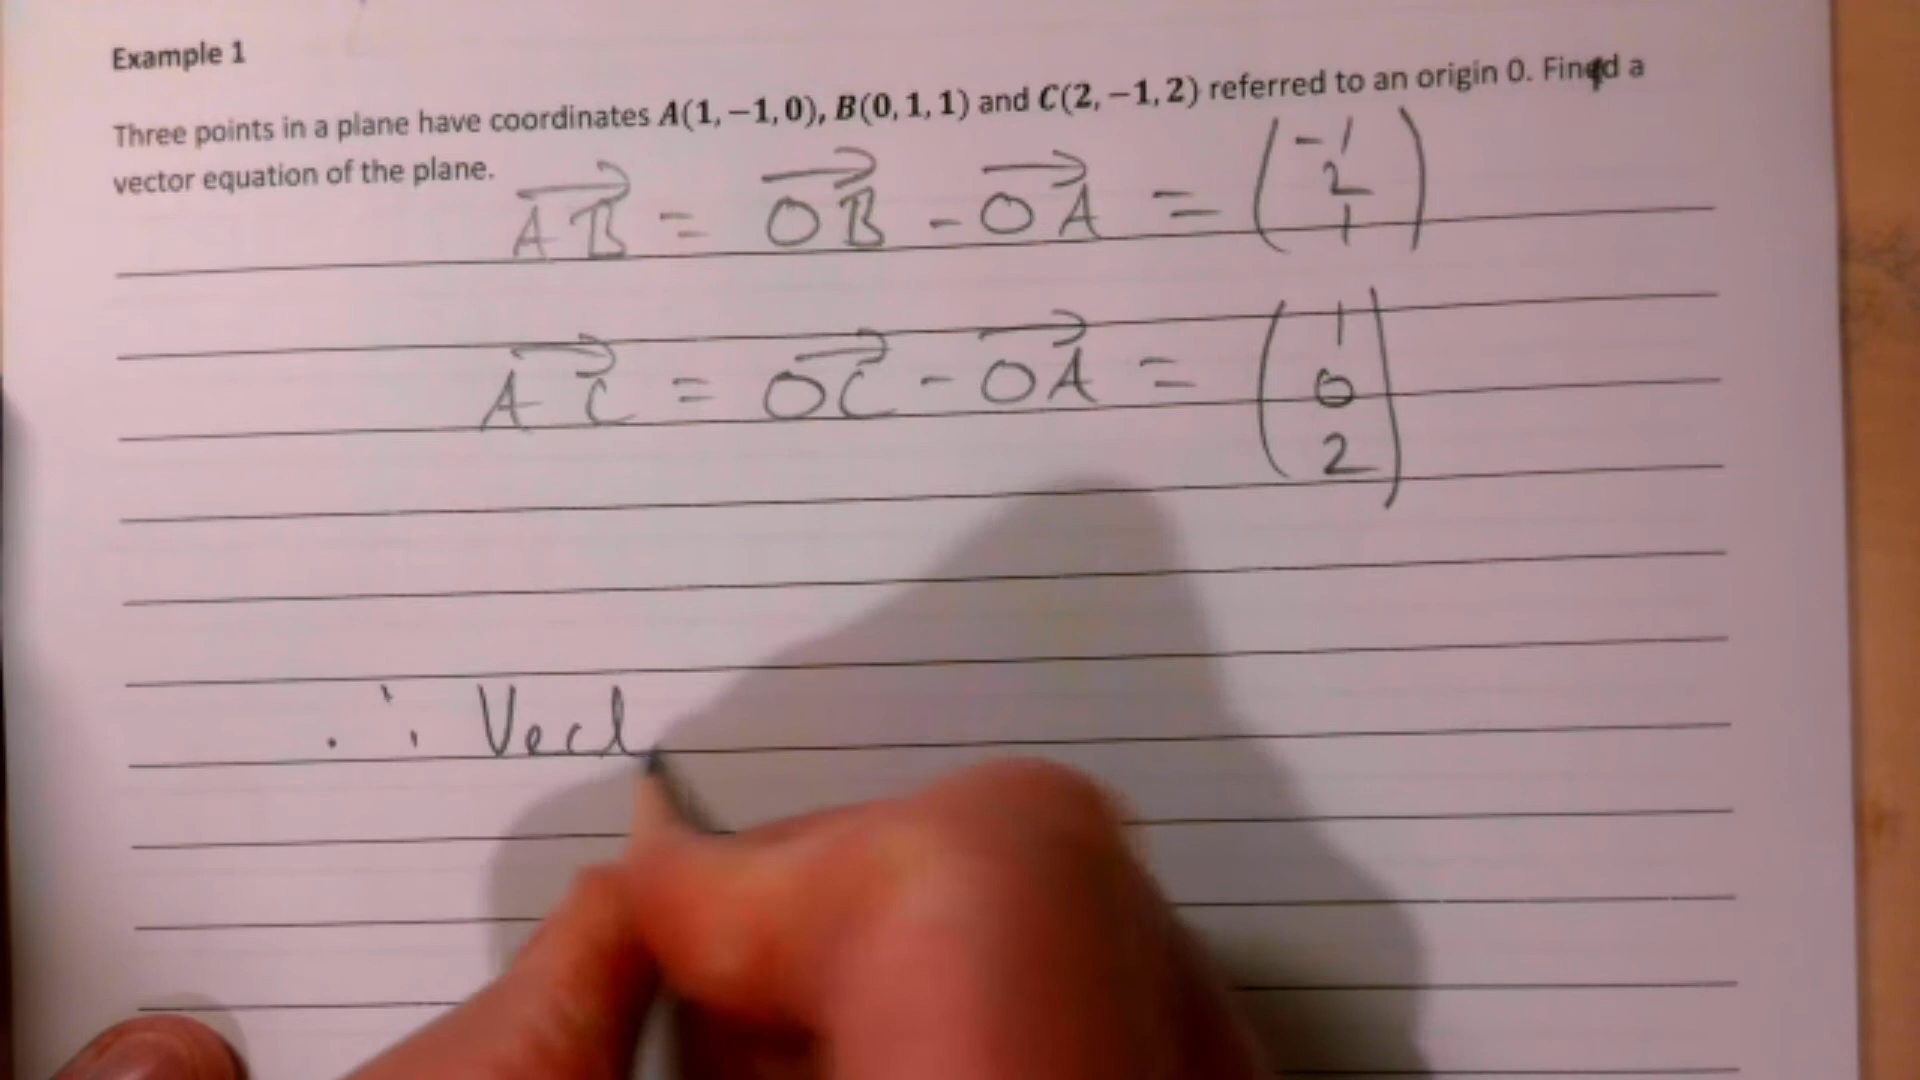 Example 1
Three points in a plane have coordinates A(1, −1, 0), B(0, 1, 1) and C(2, −1, 2) referred to an origin 0. Find a
vector equation of the plane.
AB = OB - OA = (-1 2 1)
AC = OC - OA = (1 0 2)
∴ Vect